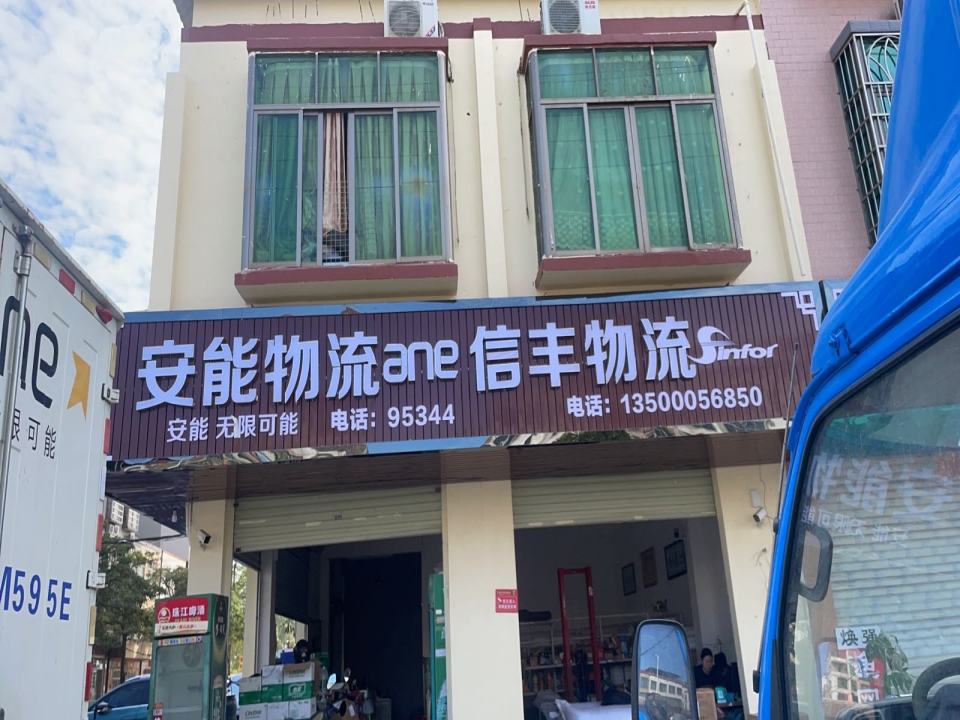 安能物流ane 信丰物流Sinfor
安能 无限可能 电话：95344 电话：13500056850
ne
限可能
M595E
珠江啤酒
焕强